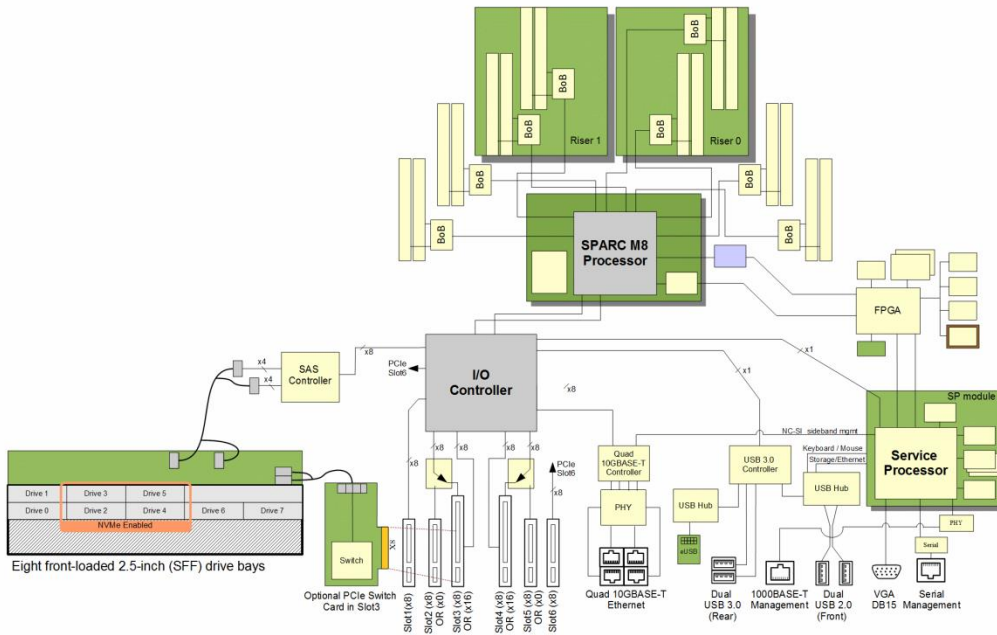 BoB
BoB
BoB
BoB
Riser 1
Riser 0
BoB
BoB
BoB
BoB
SPARC M8
Processor
FPGA
x4
x4
SAS
Controller
x8
PCIe
Slot6
I/O
Controller
x8
x1
x1
SP module
NC-SI sideband mgmt
Keyboard / Mouse
Storage/Ethernet
Service
Processor
x8
x8
x8
x8
x8
PCIe
Slot6
x8
Quad
10GBASE-T
Controller
USB 3.0
Controller
USB Hub
USB Hub
PHY
PHY
Serial
eUSB
Drive 1
Drive 3
Drive 5
Drive 0
Drive 2
Drive 4
Drive 6
Drive 7
NVMe Enabled
Eight front-loaded 2.5-inch (SFF) drive bays
Switch
x8
Optional PCIe Switch
Card in Slot3
Slot1(x8)
Slot2 (x8)
OR (x0)
Slot3 (x8)
OR (x16)
Slot4 (x8)
OR (x16)
Slot5 (x8)
OR (x0)
Slot6 (x8)
Quad 10GBASE-T
Ethernet
Dual
USB 3.0
(Rear)
1000BASE-T
Management
Dual
USB 2.0
(Front)
VGA
DB15
Serial
Management